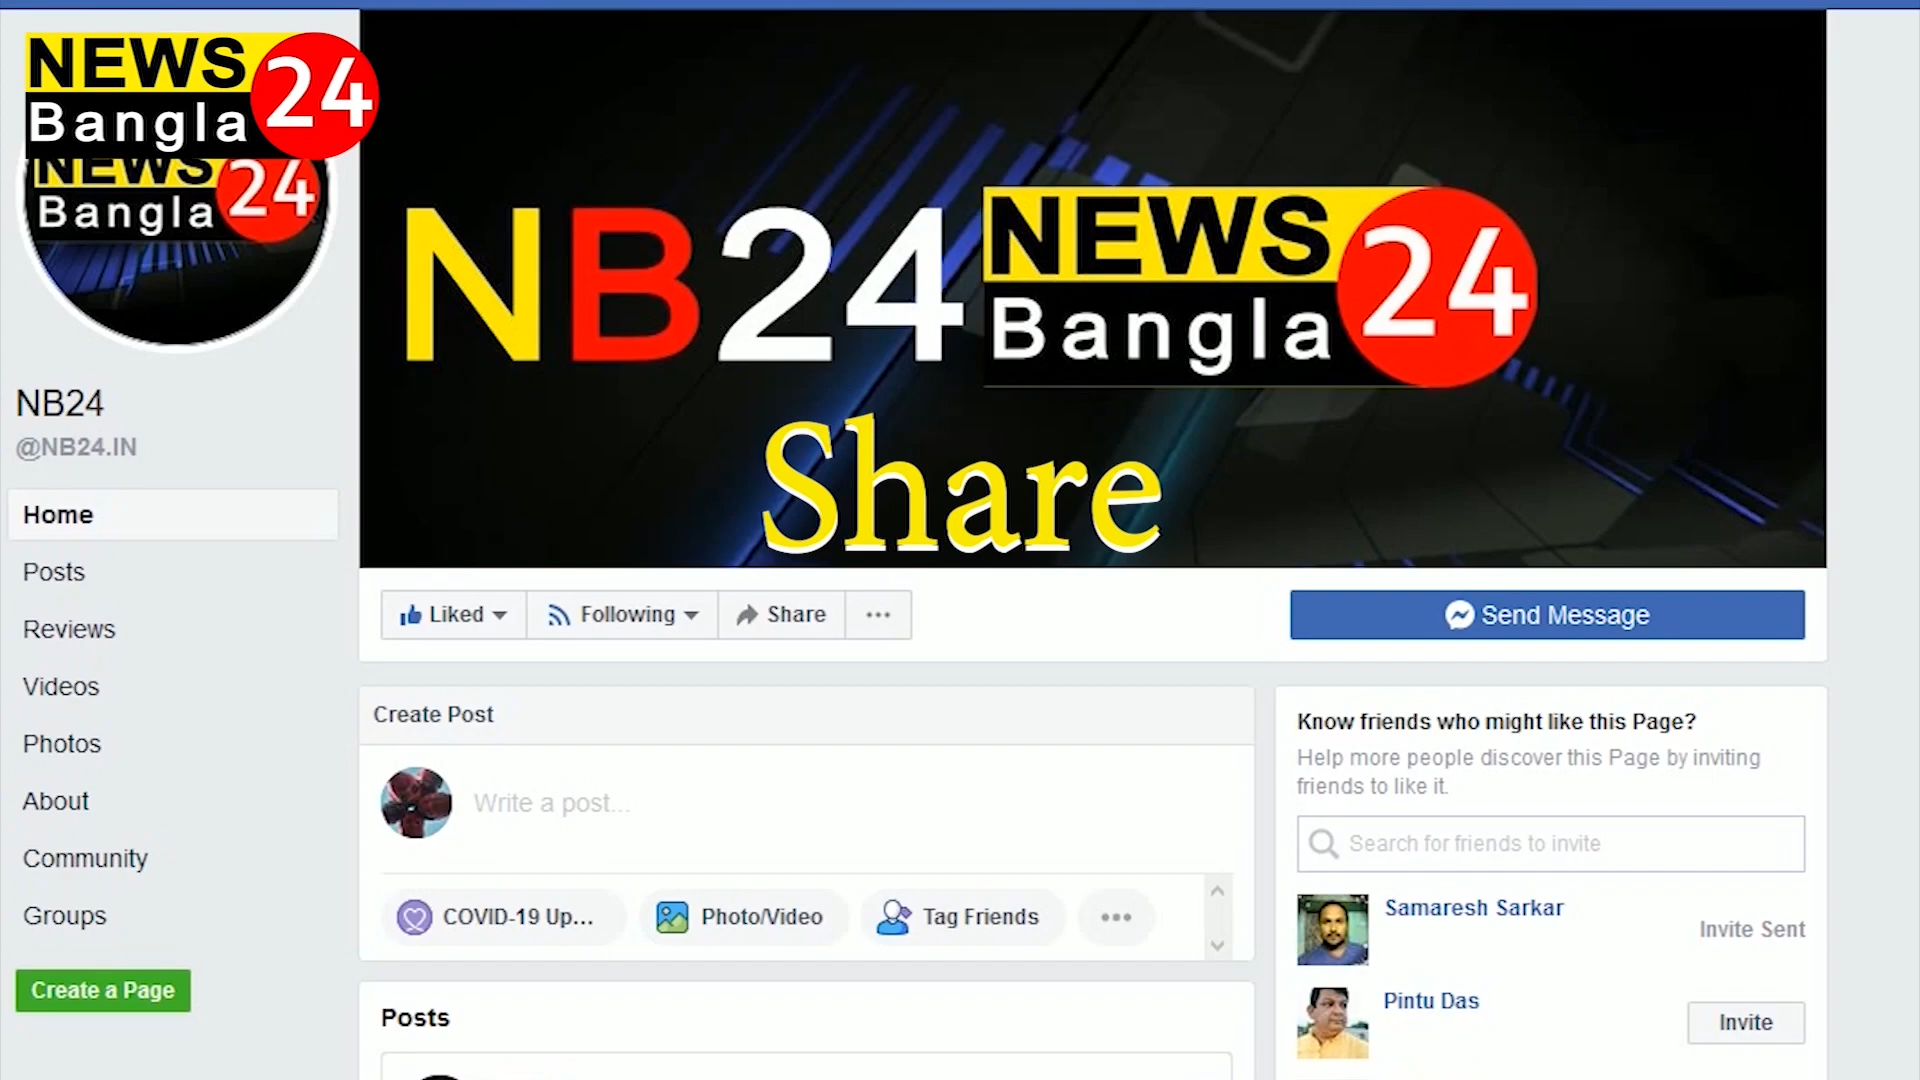 NEWS
Bangla 24
NEWS
Bangla 24
NB24
@NB24.IN
Home
Posts
Reviews
Videos
Photos
About
Community
Groups
Create a Page
NB24 NEWS
Bangla 24
Share
Liked Following Share ...
Send Message
Create Post
Write a post...
COVID-19 Up... Photo/Video Tag Friends ...
Posts
Know friends who might like this Page?
Help more people discover this Page by inviting
friends to like it.
Search for friends to invite
Samaresh Sarkar
Invite Sent
Pintu Das
Invite